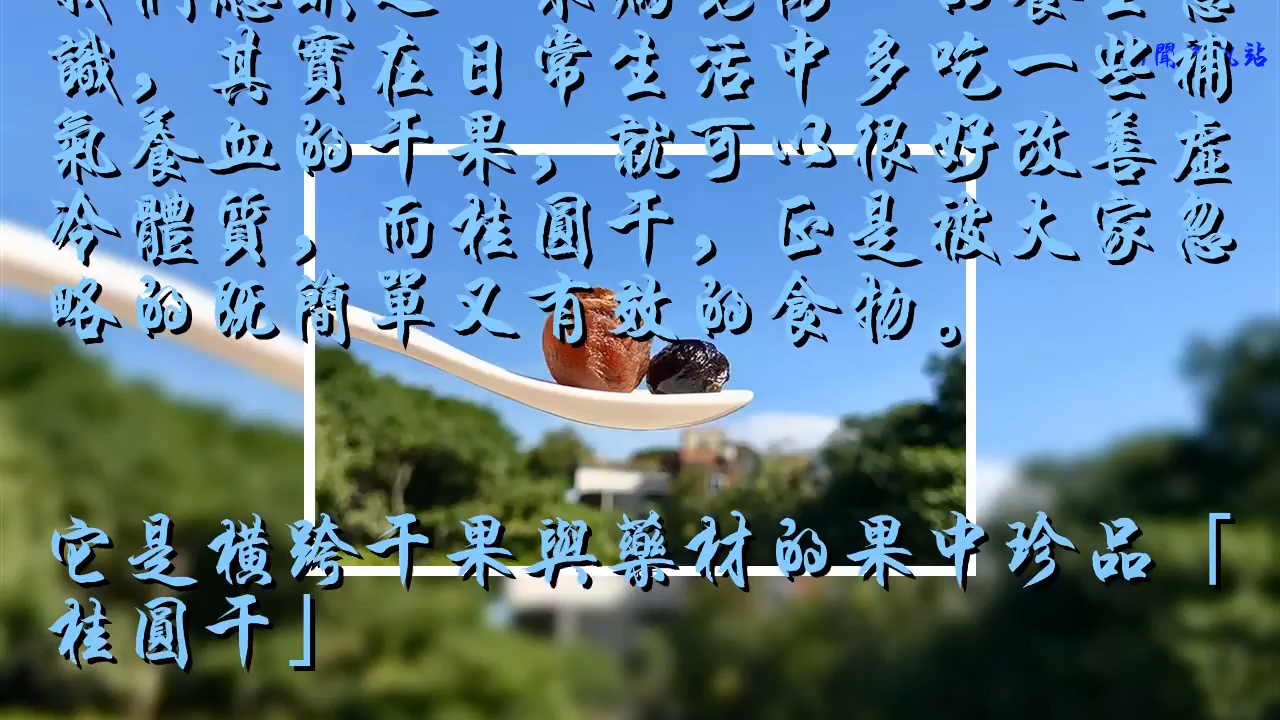 識，其實在日常生活中多吃一些補
氣養血的干果，就可以很好改善虛
冷體質，而桂圓干，正是被大家忽
略的既簡單又有效的食物。
它是橫跨干果與藥材的果中珍品「
桂圓干」